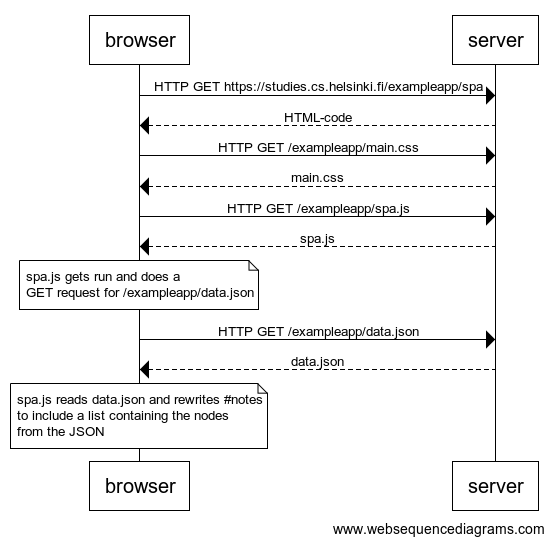 browser
server
HTTP GET https://studies.cs.helsinki.fi/exampleapp/spa
HTML-code
HTTP GET /exampleapp/main.css
main.css
HTTP GET /exampleapp/spa.js
spa.js
spa.js gets run and does a
GET request for /exampleapp/data.json
HTTP GET /exampleapp/data.json
data.json
spa.js reads data.json and rewrites #notes
to include a list containing the nodes
from the JSON
browser
server
www.websequencediagrams.com